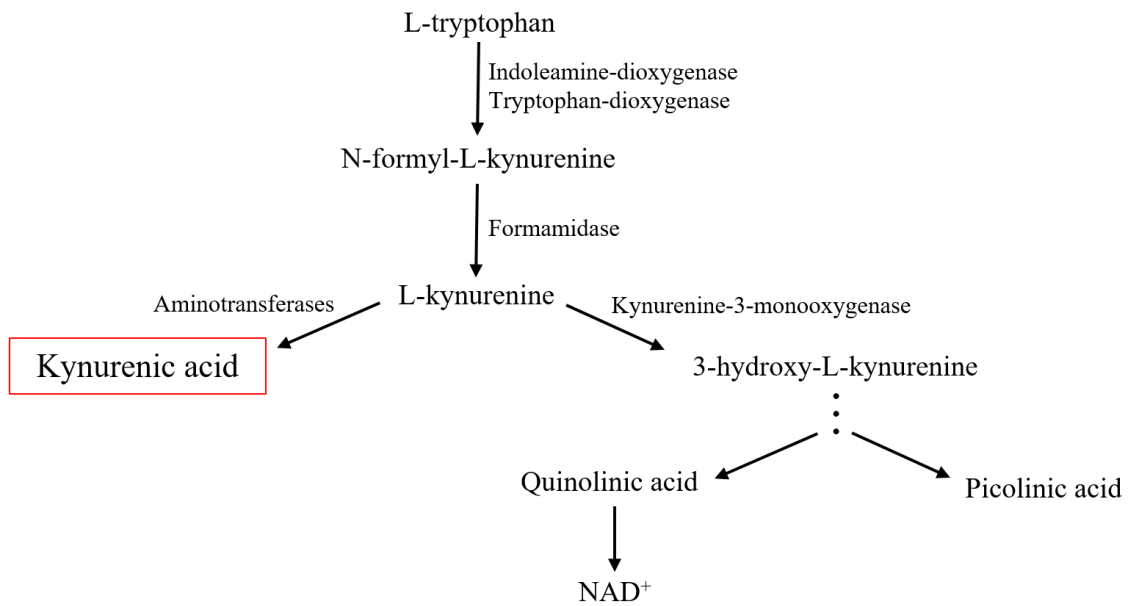 L-tryptophan
Indoleamine-dioxygenase
Tryptophan-dioxygenase
N-formyl-L-kynurenine
Formamidase
L-kynurenine
Aminotransferases
Kynurenine-3-monooxygenase
Kynurenic acid
3-hydroxy-L-kynurenine
Quinolinic acid
Picolinic acid
NAD⁺